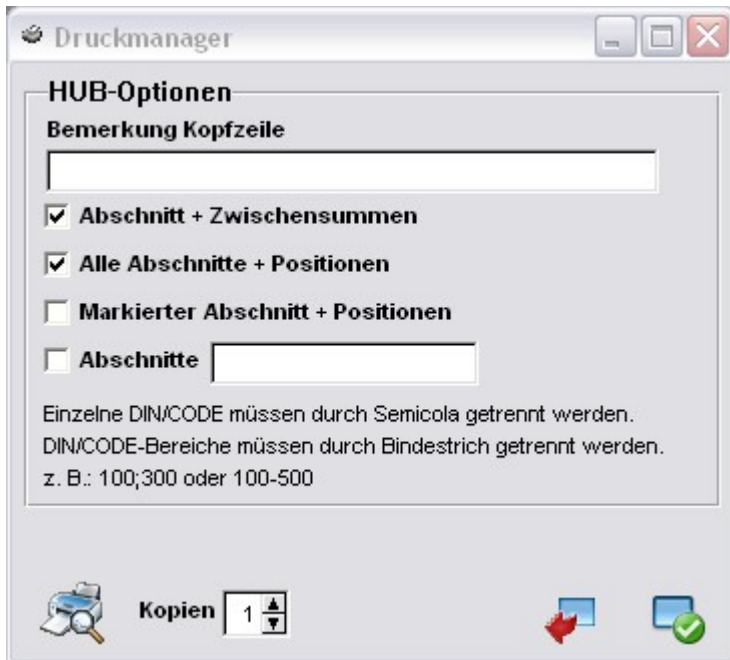 Druckmanager
HUB-Optionen
Bemerkung Kopfzeile
Abschnitt + Zwischensummen
Alle Abschnitte + Positionen
Markierter Abschnitt + Positionen
Abschnitte
Einzelne DIN/CODE müssen durch Semicola getrennt werden.
DIN/CODE-Bereiche müssen durch Bindestrich getrennt werden.
z. B.: 100;300 oder 100-500
Kopien 1